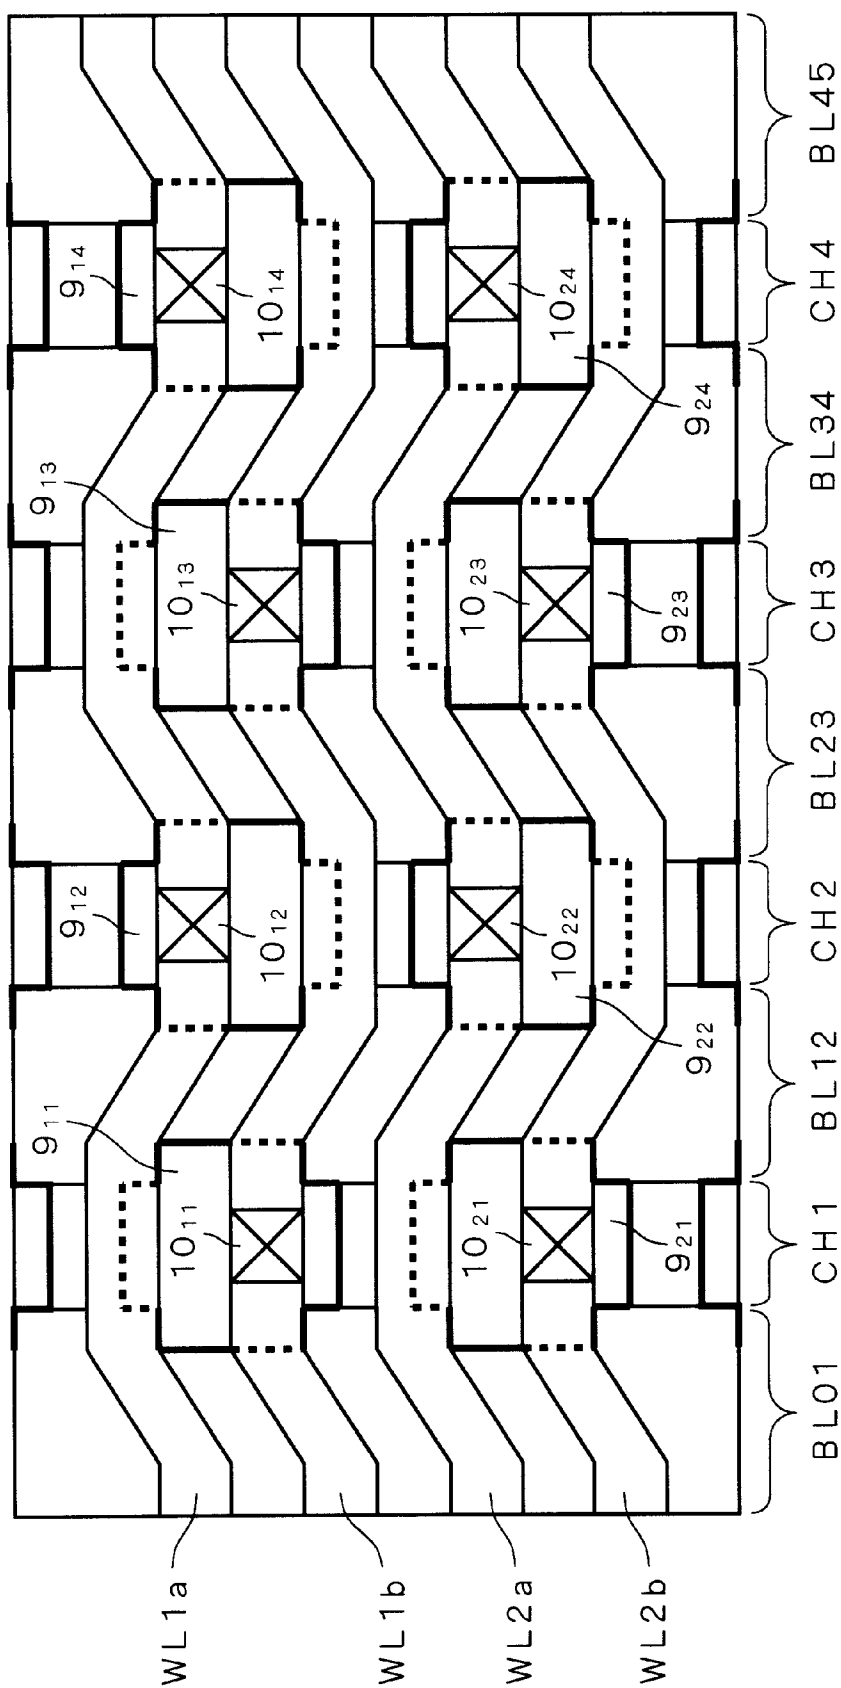 9₁₁ 9₁₃
9₁₂ 9₁₄
WL1a
10₁₁ 10₁₃
10₁₂ 10₁₄
WL1b
10₂₁ 10₂₃
WL2a
10₂₂ 10₂₄
WL2b
9₂₁ 9₂₃
9₂₂ 9₂₄
BL01 CH1 BL12 CH2 BL23 CH3 BL34 CH4 BL45